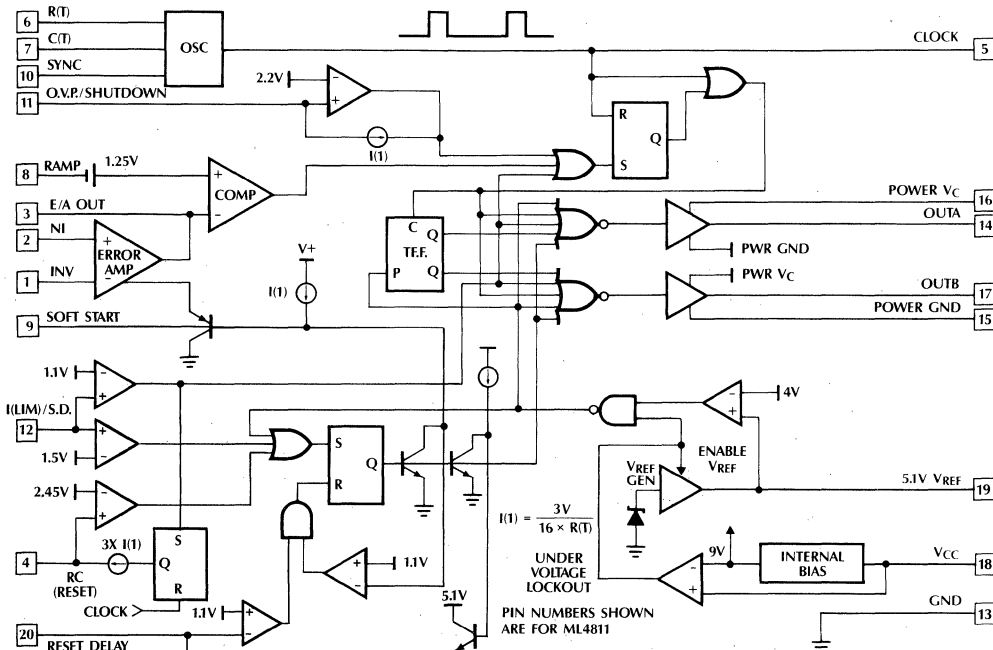 6 R(T)
7 C(T)
10 SYNC
11 O.V.P./SHUTDOWN
OSC
CLOCK 5
2.2V
−
+
I(1)
R
Q
S
8 RAMP
1.25V
+
COMP
−
3 E/A OUT
2 NI
+
ERROR
AMP
−
1 INV
9 SOFT START
V+
I(1)
C
Q
T.F.F.
P
Q
POWER VC 16
OUTA 14
PWR GND
PWR VC
OUTB 17
POWER GND 15
1.1V
−
+
I(LIM)/S.D.
12
+
−
1.5V
2.45V
−
+
4
RC
(RESET)
3X I(1)
S
Q
R
CLOCK
S
Q
R
4V
−
+
ENABLE
VREF
VREF
GEN
5.1V VREF 19
I(1) = 3V
16 × R(T)
UNDER
VOLTAGE
LOCKOUT
9V
INTERNAL
BIAS
VCC 18
−
+
GND 13
PIN NUMBERS SHOWN
ARE FOR ML4811
+
−
1.1V
5.1V
1.1V
+
−
20
RESET DELAY